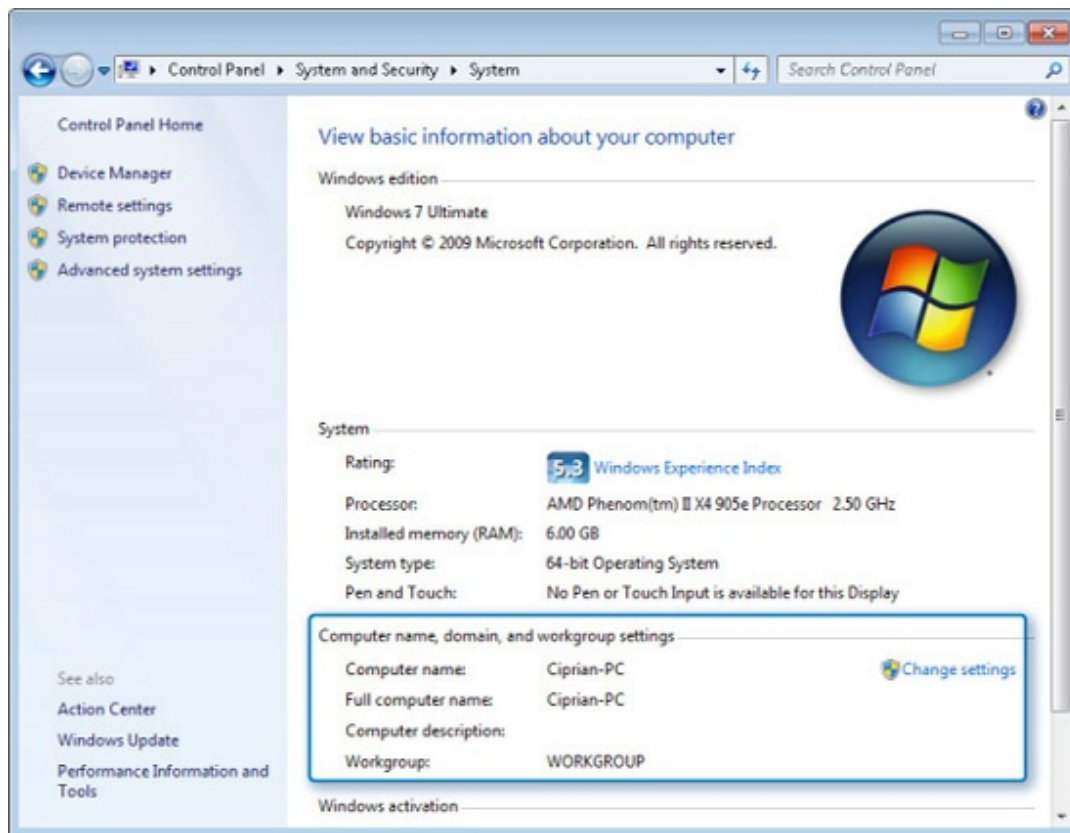 Control Panel ▸ System and Security ▸ System
Search Control Panel
Control Panel Home
Device Manager
Remote settings
System protection
Advanced system settings
See also
Action Center
Windows Update
Performance Information and
Tools
View basic information about your computer
Windows edition
Windows 7 Ultimate
Copyright © 2009 Microsoft Corporation. All rights reserved.
System
Rating: 5,3 Windows Experience Index
Processor: AMD Phenom(tm) II X4 905e Processor 2.50 GHz
Installed memory (RAM): 6.00 GB
System type: 64-bit Operating System
Pen and Touch: No Pen or Touch Input is available for this Display
Computer name, domain, and workgroup settings
Computer name: Ciprian-PC Change settings
Full computer name: Ciprian-PC
Computer description:
Workgroup: WORKGROUP
Windows activation